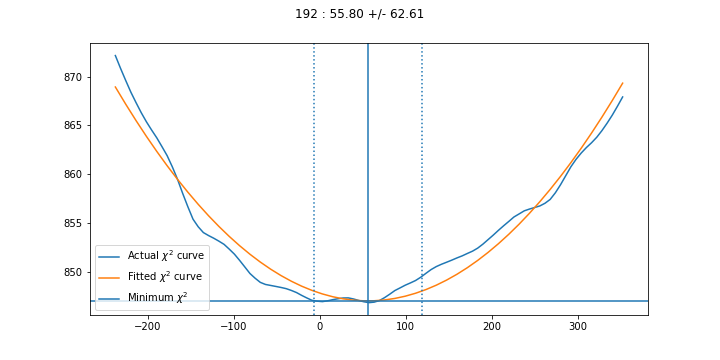 192 : 55.80 +/- 62.61
870
865
860
855
850
Actual χ² curve
Fitted χ² curve
Minimum χ²
−200
−100
0
100
200
300